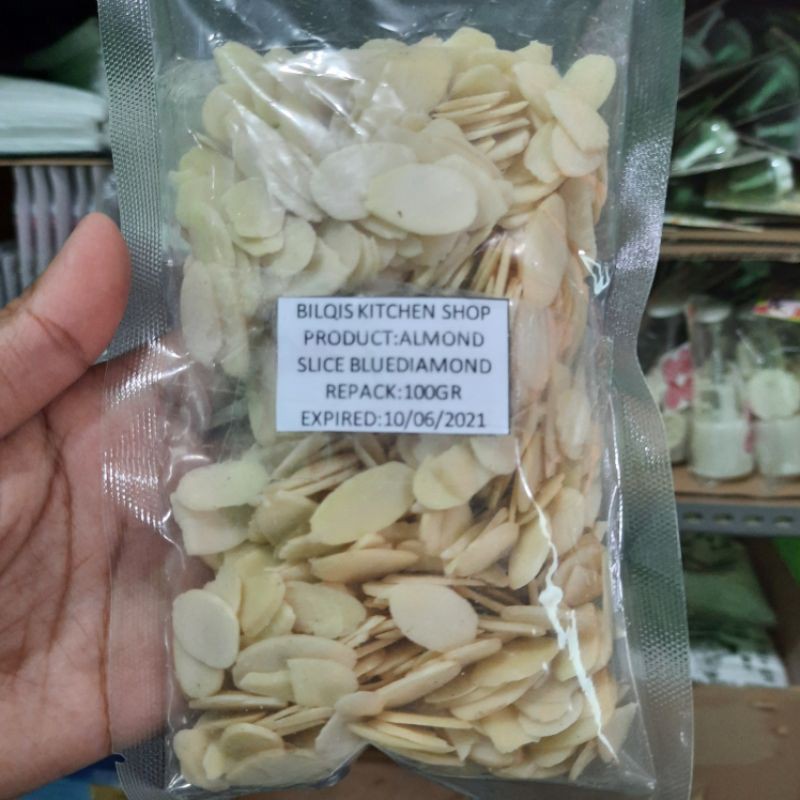 BILQIS KITCHEN SHOP
PRODUCT:ALMOND
SLICE BLUEDIAMOND
REPACK:100GR
EXPIRED:10/06/2021